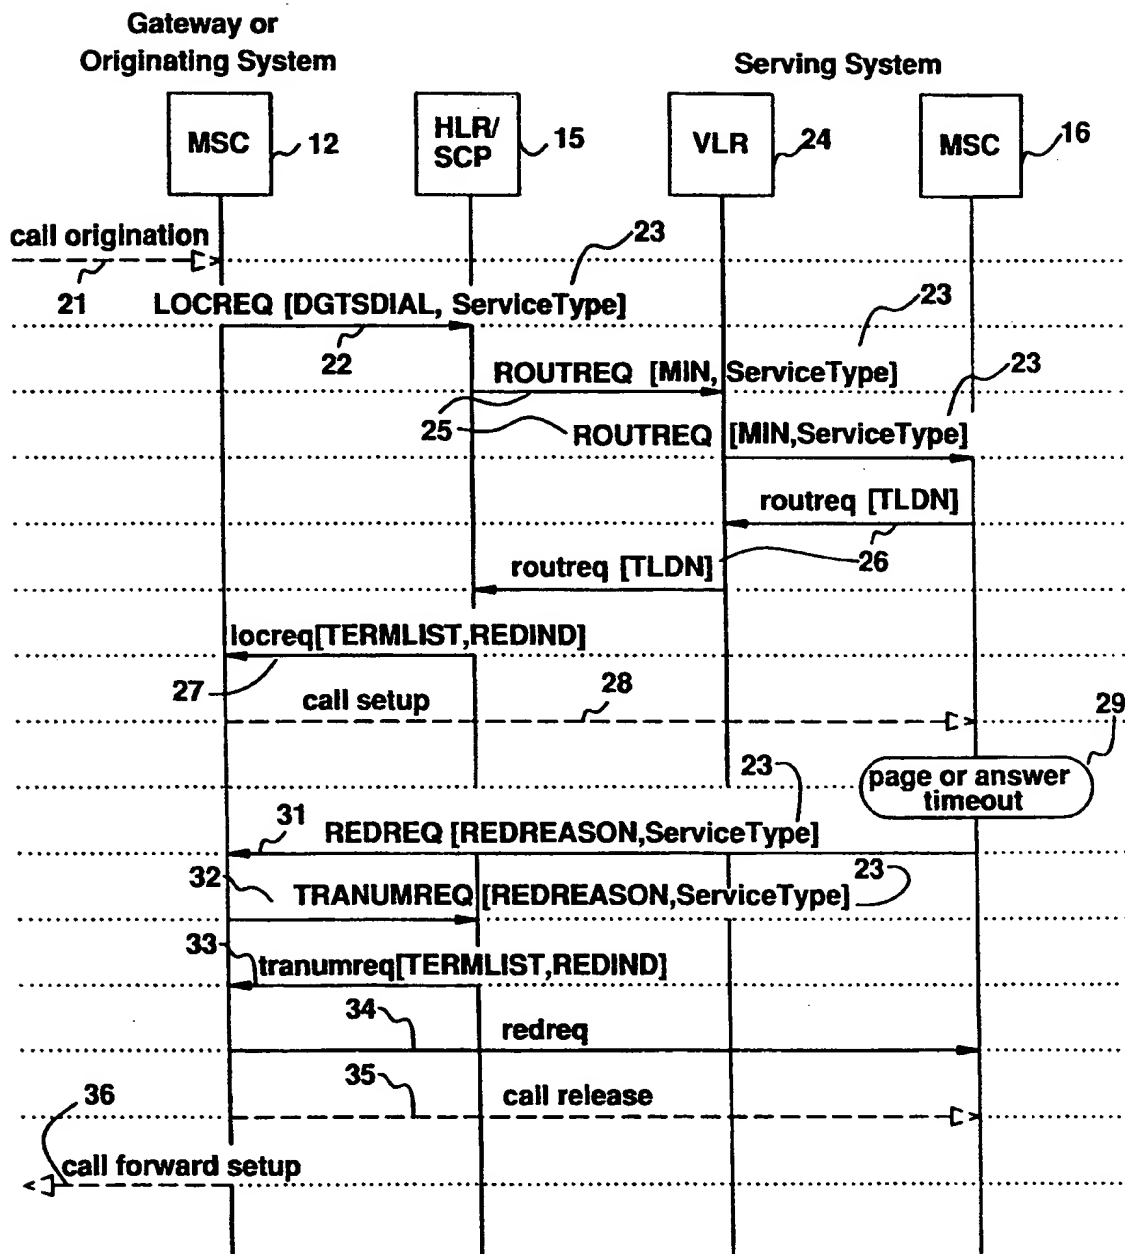 Gateway or
Originating System
Serving System
MSC
12
HLR/
SCP
15
VLR
24
MSC
16
call origination
23
21
LOCREQ [DGTSDIAL, ServiceType]
23
22
ROUTREQ [MIN, ServiceType]
23
25
ROUTREQ [MIN,ServiceType]
routreq [TLDN]
26
routreq [TLDN]
locreq[TERMLIST,REDIND]
27
call setup
28
29
23
page or answer
timeout
31
REDREQ [REDREASON,ServiceType]
32
23
TRANUMREQ [REDREASON,ServiceType]
33
tranumreq[TERMLIST,REDIND]
34
redreq
35
call release
36
call forward setup